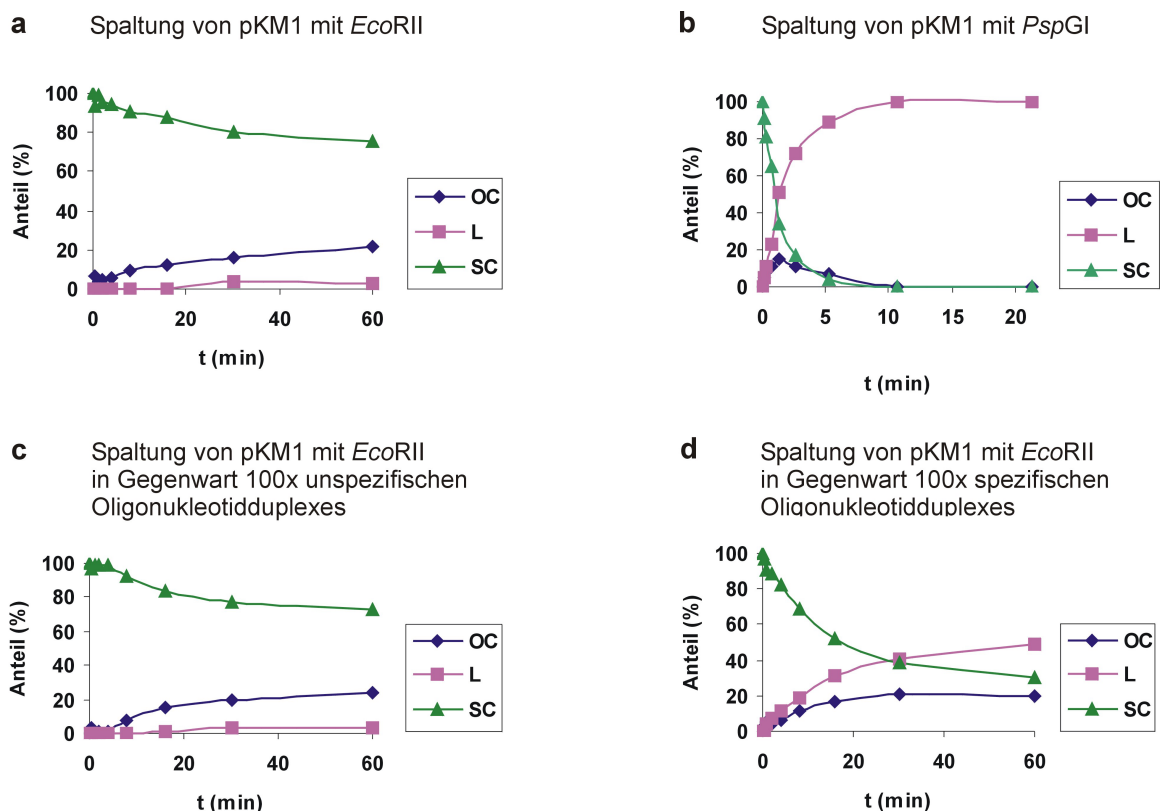 a Spaltung von pKM1 mit EcoRII
Anteil (%)
100
80
60
40
20
0
0 20 40 60
t (min)
OC
L
SC
b Spaltung von pKM1 mit PspGI
Anteil (%)
100
80
60
40
20
0
0 5 10 15 20
t (min)
OC
L
SC
c Spaltung von pKM1 mit EcoRII
in Gegenwart 100x unspezifischen
Oligonukleotidduplexes
Anteil (%)
100
80
60
40
20
0
0 20 40 60
t (min)
OC
L
SC
d Spaltung von pKM1 mit EcoRII
in Gegenwart 100x spezifischen
Oligonukleotidduplexes
Anteil (%)
100
80
60
40
20
0
0 20 40 60
t (min)
OC
L
SC